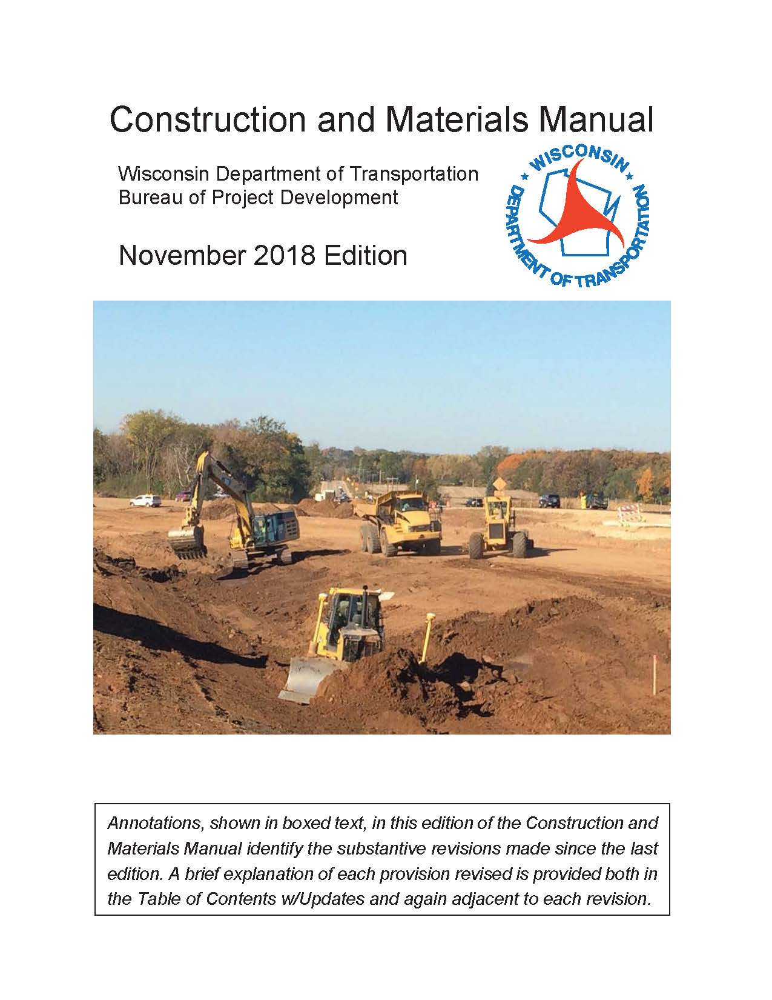 Construction and Materials Manual
Wisconsin Department of Transportation
Bureau of Project Development
November 2018 Edition
★ WISCONSIN ★
DEPARTMENT OF TRANSPORTATION
Annotations, shown in boxed text, in this edition of the Construction and
Materials Manual identify the substantive revisions made since the last
edition. A brief explanation of each provision revised is provided both in
the Table of Contents w/Updates and again adjacent to each revision.